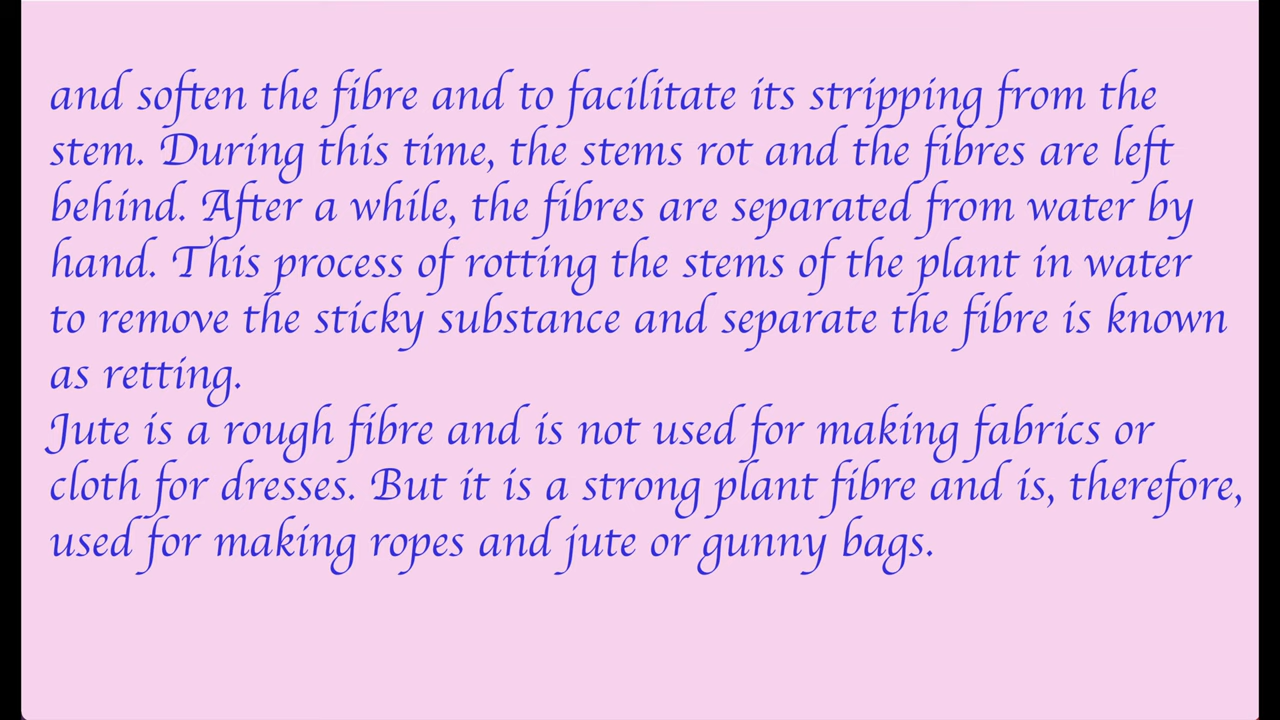 and soften the fibre and to facilitate its stripping from the
stem. During this time, the stems rot and the fibres are left
behind. After a while, the fibres are separated from water by
hand. This process of rotting the stems of the plant in water
to remove the sticky substance and separate the fibre is known
as retting.
Jute is a rough fibre and is not used for making fabrics or
cloth for dresses. But it is a strong plant fibre and is, therefore,
used for making ropes and jute or gunny bags.